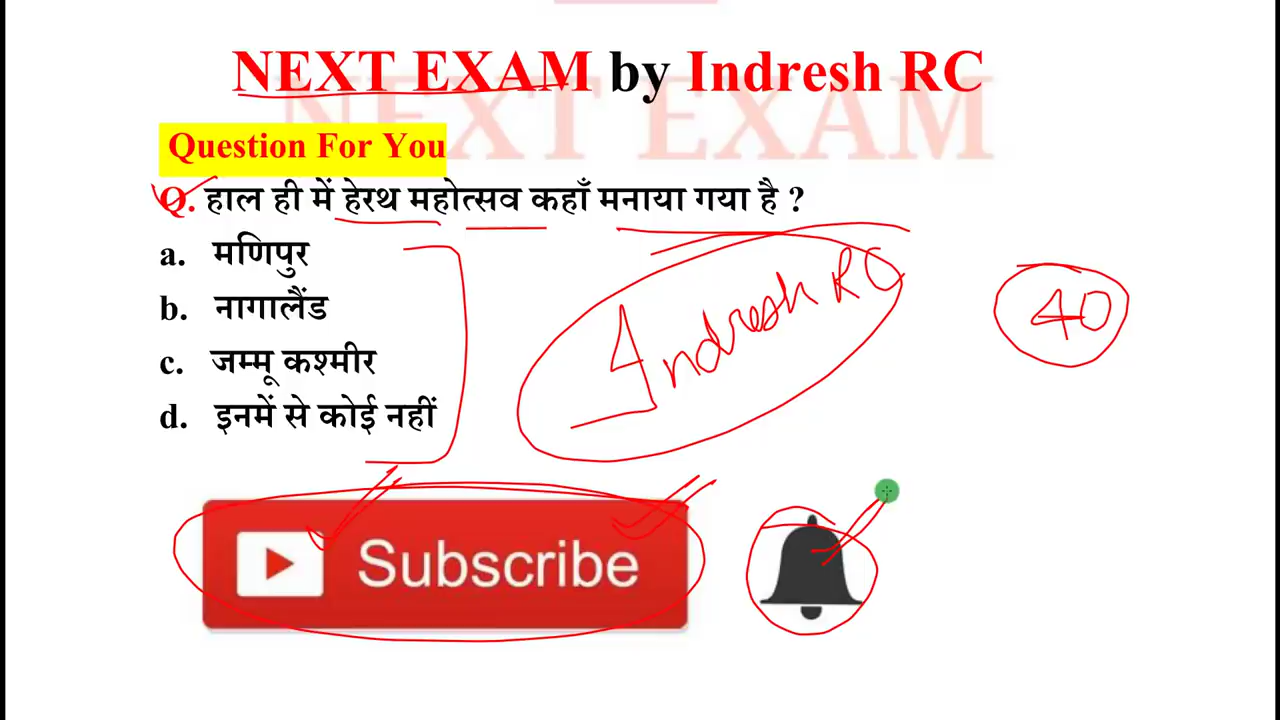 NEXT EXAM by Indresh RC
NEXT EXAM
Question For You
Q. हाल ही में हेरथ महोत्सव कहाँ मनाया गया है ?
a. मणिपुर
b. नागालैंड
c. जम्मू कश्मीर
d. इनमें से कोई नहीं
Indresh RC
40
Subscribe